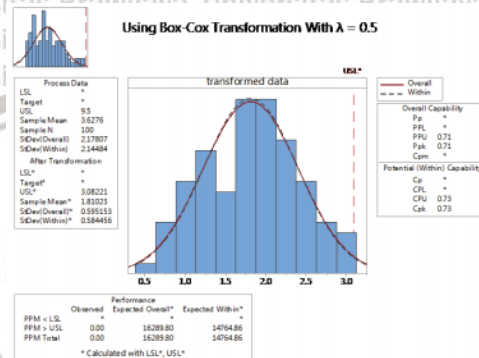 Using Box-Cox Transformation With λ = 0.5
USL*
transformed data
Process Data
LSL *
Target *
USL 9.5
Sample Mean 3.6276
Sample N 100
StDev(Overall) 2.17807
StDev(Within) 2.14484
After Transformation
LSL* *
Target* *
USL* 3.08221
Sample Mean* 1.81023
StDev(Overall)* 0.595153
StDev(Within)* 0.584456
Overall
Within
Overall Capability
Pp *
PPL *
PPU 0.71
Ppk 0.71
Cpm *
Potential (Within) Capability
Cp *
CPL *
CPU 0.73
Cpk 0.73
0.5 1.0 1.5 2.0 2.5 3.0
Performance
Observed Expected Overall* Expected Within*
PPM < LSL * * *
PPM > USL 0.00 16289.80 14764.86
PPM Total 0.00 16289.80 14764.86
* Calculated with LSL*, USL*